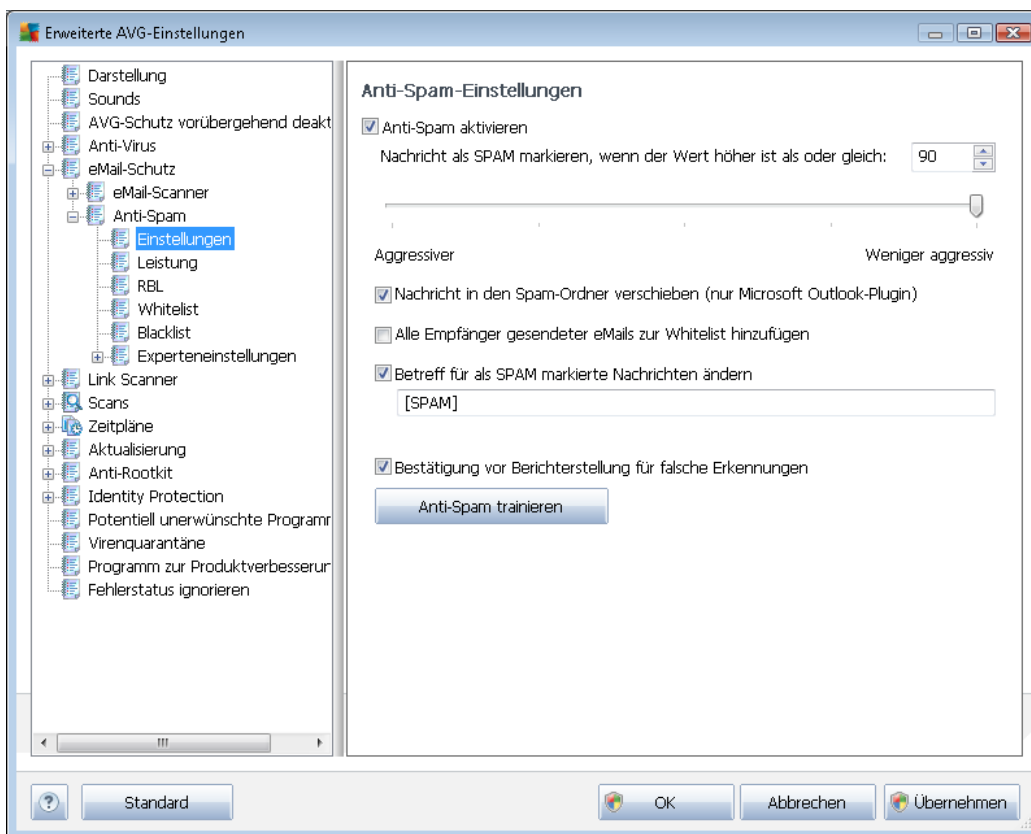 Erweiterte AVG-Einstellungen
Darstellung
Sounds
AVG-Schutz vorübergehend deakt
Anti-Virus
eMail-Schutz
eMail-Scanner
Anti-Spam
Einstellungen
Leistung
RBL
Whitelist
Blacklist
Experteneinstellungen
Link Scanner
Scans
Zeitpläne
Aktualisierung
Anti-Rootkit
Identity Protection
Potentiell unerwünschte Programr
Virenquarantäne
Programm zur Produktverbesserur
Fehlerstatus ignorieren
Anti-Spam-Einstellungen
Anti-Spam aktivieren
Nachricht als SPAM markieren, wenn der Wert höher ist als oder gleich: 90
Aggressiver Weniger aggressiv
Nachricht in den Spam-Ordner verschieben (nur Microsoft Outlook-Plugin)
Alle Empfänger gesendeter eMails zur Whitelist hinzufügen
Betreff für als SPAM markierte Nachrichten ändern
[SPAM]
Bestätigung vor Berichterstellung für falsche Erkennungen
Anti-Spam trainieren
? Standard OK Abbrechen Übernehmen